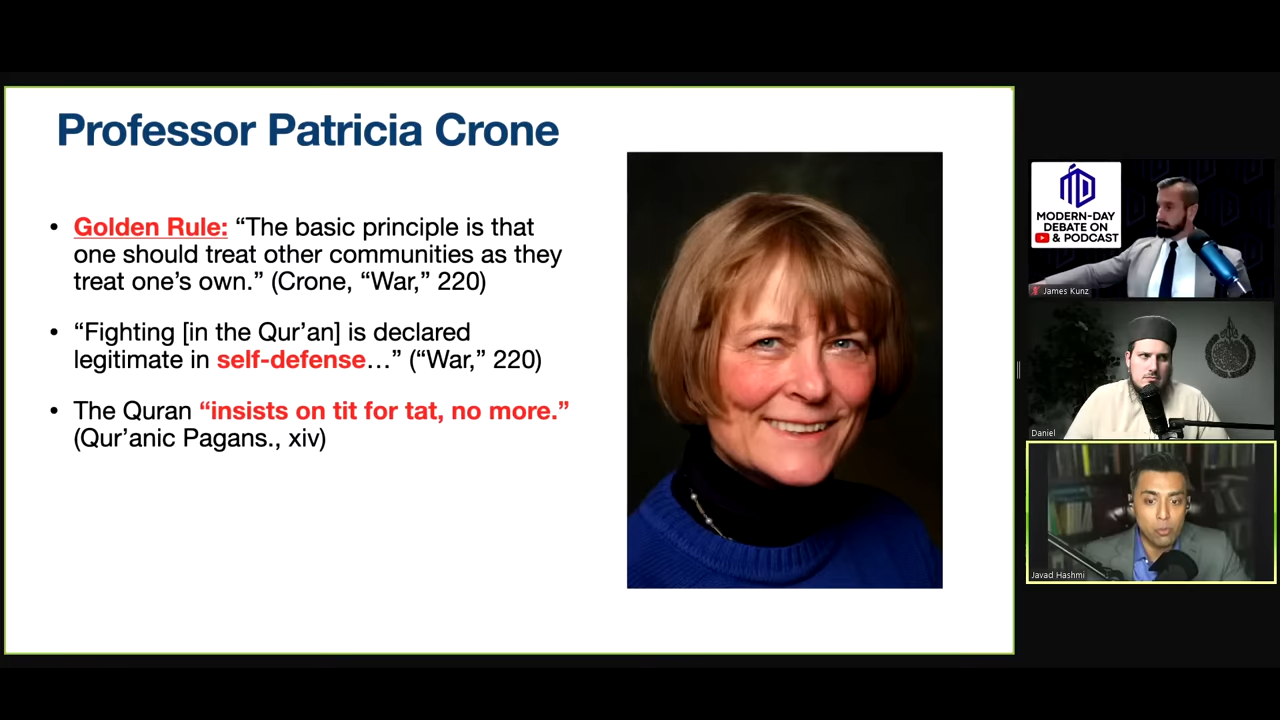 Professor Patricia Crone
• Golden Rule: “The basic principle is that
one should treat other communities as they
treat one’s own.” (Crone, “War,” 220)
• “Fighting [in the Qur’an] is declared
legitimate in self-defense…” (“War,” 220)
• The Quran “insists on tit for tat, no more.”
(Qur’anic Pagans., xiv)
MODERN-DAY
DEBATE ON
& PODCAST
James Kunz
Daniel
Javad Hashmi